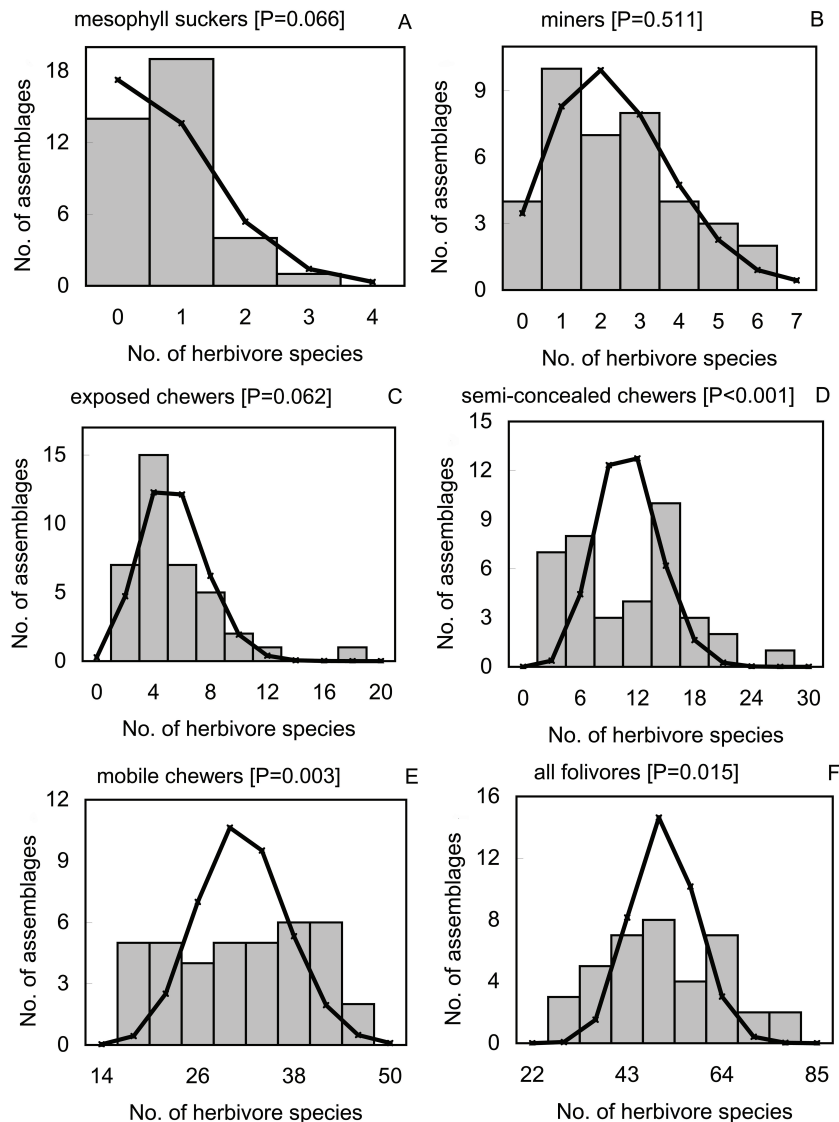 mesophyll suckers [P=0.066] A
No. of assemblages
18
12
6
0
0 1 2 3 4
No. of herbivore species
miners [P=0.511] B
No. of assemblages
9
6
3
0
0 1 2 3 4 5 6 7
No. of herbivore species
exposed chewers [P=0.062] C
No. of assemblages
15
10
5
0
0 4 8 12 16 20
No. of herbivore species
semi-concealed chewers [P<0.001] D
No. of assemblages
15
12
9
6
3
0
0 6 12 18 24 30
No. of herbivore species
mobile chewers [P=0.003] E
No. of assemblages
12
9
6
3
0
14 26 38 50
No. of herbivore species
all folivores [P=0.015] F
No. of assemblages
16
12
8
4
0
22 43 64 85
No. of herbivore species